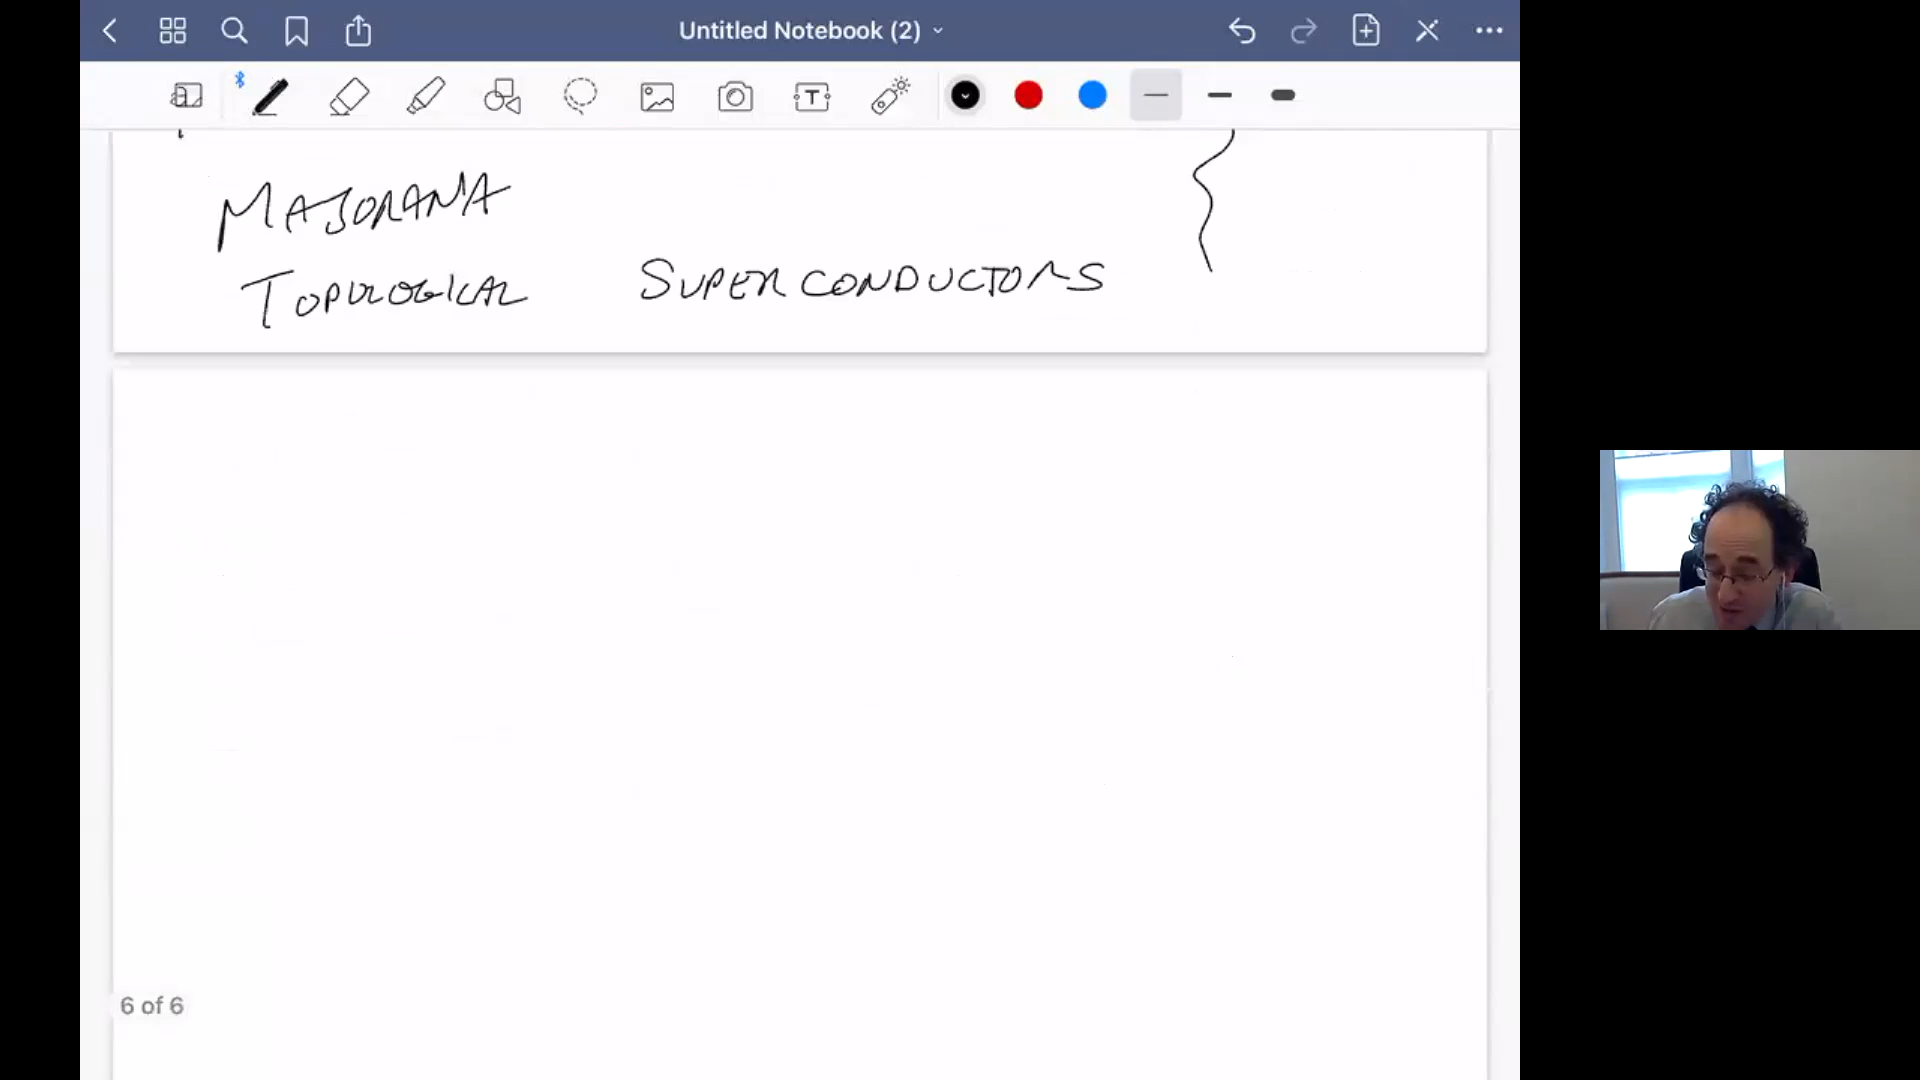 Untitled Notebook (2)
MAJORANA
TOPOLOGICAL SUPERCONDUCTORS
6 of 6